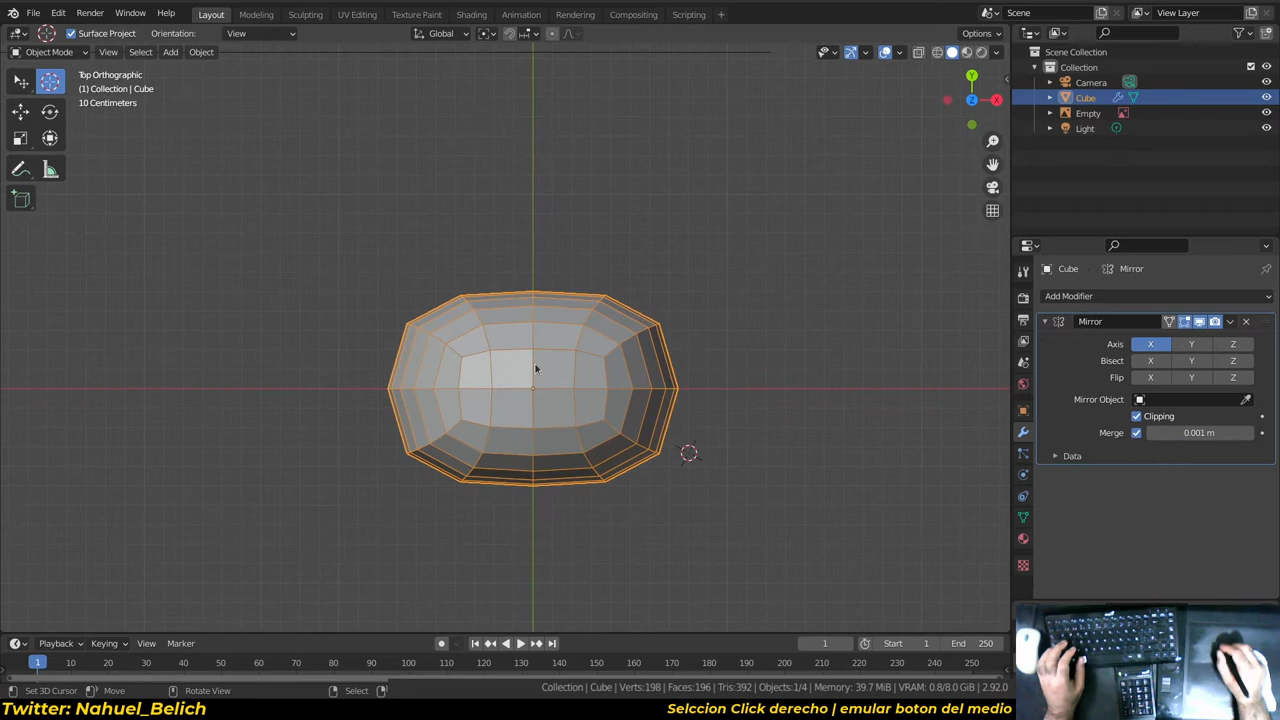 File Edit Render Window Help Layout Modeling Sculpting UV Editing Texture Paint Shading Animation Rendering Compositing Scripting + Scene View Layer
Surface Project Orientation: View Global Options
Object Mode View Select Add Object
Top Orthographic
(1) Collection | Cube
10 Centimeters
Y
Z
X
Scene Collection
Collection
Camera
Cube
Empty
Light
Cube Mirror
Add Modifier
Mirror
Axis X Y Z
Bisect X Y Z
Flip X Y Z
Mirror Object
Clipping
Merge 0.001 m
Data
Playback Keying View Marker 1 Start 1 End 250
1 10 20 30 40 50 60 70 80 90 100 110 120 130 140 150 160 170 180 190 200 210 220 230 240 250
Set 3D Cursor Move Rotate View Select Collection | Cube | Verts:198 | Faces:196 | Tris:392 | Objects:1/4 | Memory: 39.7 MiB | VRAM: 0.8/8.0 GiB | 2.92.0
Twitter: Nahuel_Belich Selccion Click derecho | emular boton del medio